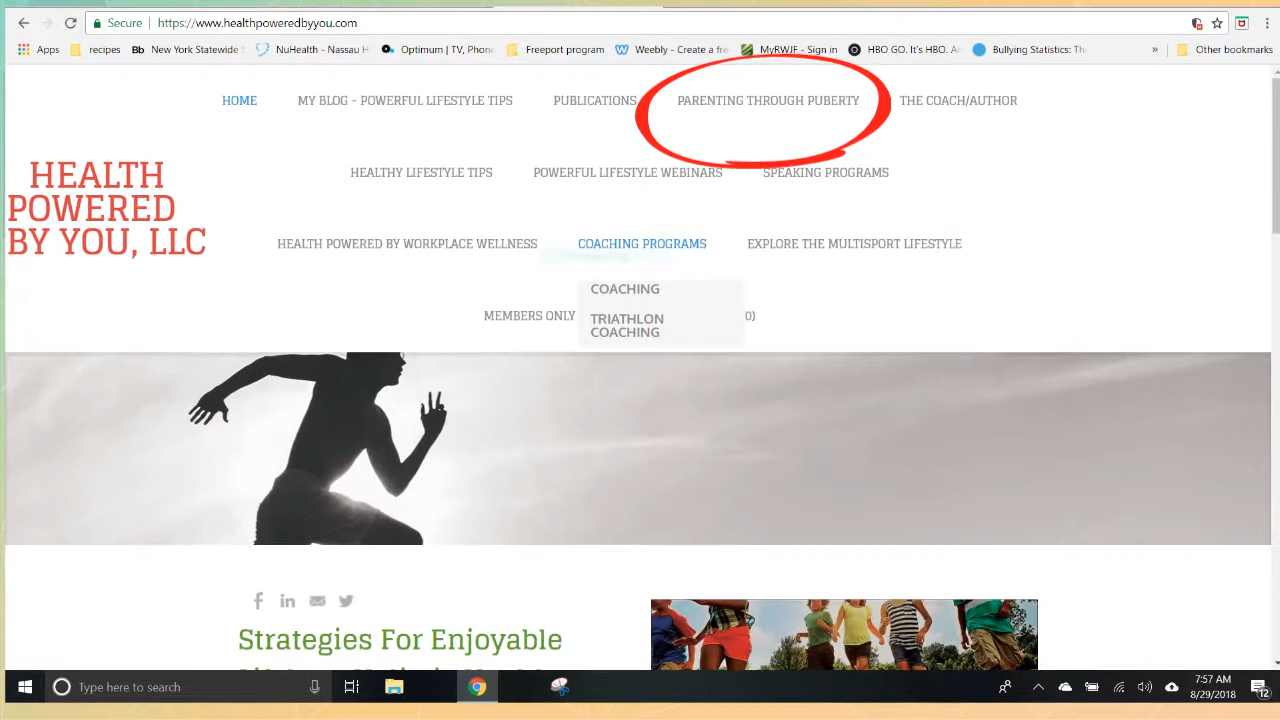 Secure https://www.healthpoweredbyyou.com
Apps recipes Bb New York Statewide S NuHealth - Nassau H Optimum | TV, Phone Freeport program Weebly - Create a fre MyRWJF - Sign in HBO GO. It's HBO. An Bullying Statistics: The » Other bookmarks
HOME MY BLOG - POWERFUL LIFESTYLE TIPS PUBLICATIONS PARENTING THROUGH PUBERTY THE COACH/AUTHOR
HEALTHY LIFESTYLE TIPS POWERFUL LIFESTYLE WEBINARS SPEAKING PROGRAMS
HEALTH
POWERED
BY YOU, LLC
HEALTH POWERED BY WORKPLACE WELLNESS COACHING PROGRAMS EXPLORE THE MULTISPORT LIFESTYLE
COACHING
MEMBERS ONLY 0)
TRIATHLON
COACHING
Strategies For Enjoyable
Type here to search
7:57 AM
8/29/2018
12